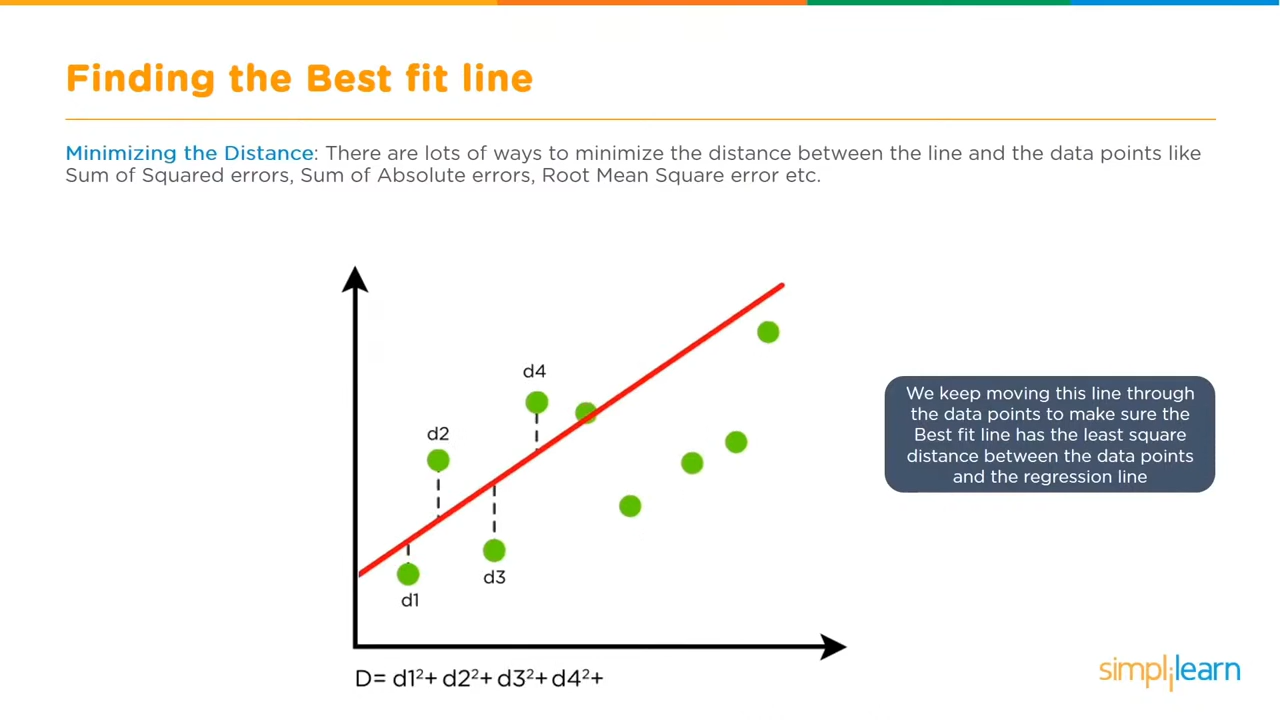 Finding the Best fit line
Minimizing the Distance: There are lots of ways to minimize the distance between the line and the data points like
Sum of Squared errors, Sum of Absolute errors, Root Mean Square error etc.
d4
d2
d3
d1
We keep moving this line through
the data points to make sure the
Best fit line has the least square
distance between the data points
and the regression line
D= d1²+ d2²+ d3²+ d4²+
simplilearn